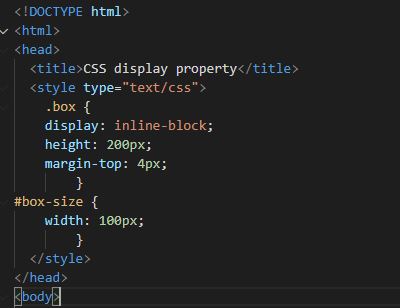 <!DOCTYPE html>
<html>
<head>
<title>CSS display property</title>
<style type="text/css">
.box {
display: inline-block;
height: 200px;
margin-top: 4px;
}
#box-size {
width: 100px;
}
</style>
</head>
<body>